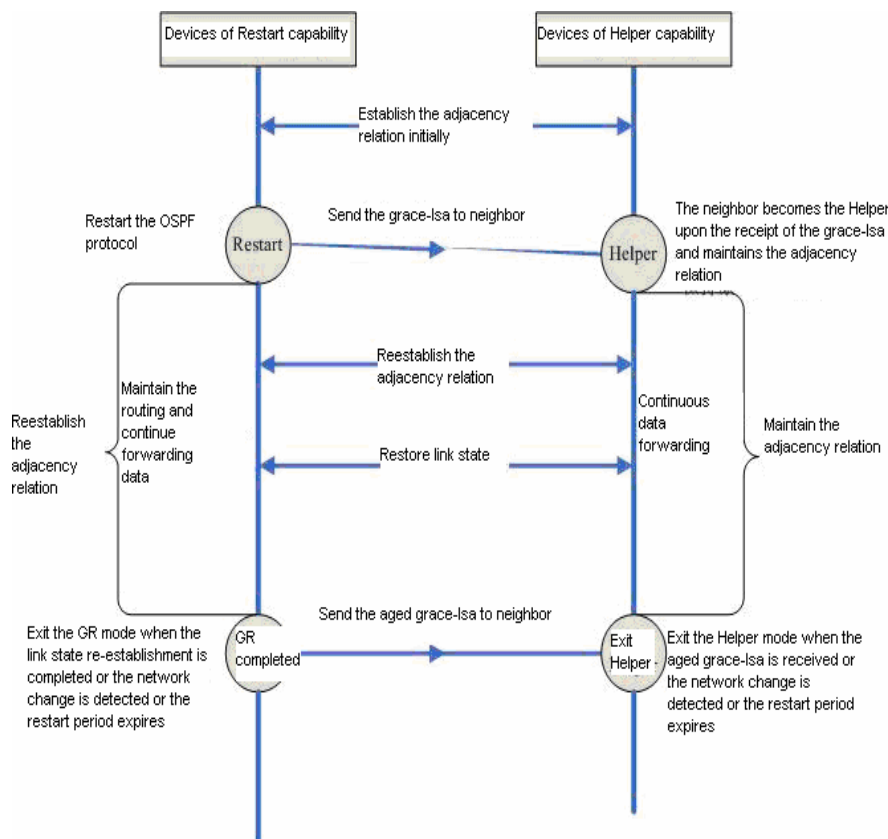 Devices of Restart capability
Devices of Helper capability
Establish the adjacency
relation initially
Restart the OSPF
protocol
Restart
Send the grace-lsa to neighbor
Helper
The neighbor becomes the Helper
upon the receipt of the grace-lsa
and maintains the adjacency
relation
Reestablish the
adjacency relation
Reestablish
the
adjacency
relation
Maintain the
routing and
continue
forwarding
data
Continuous
data
forwarding
Maintain the
adjacency relation
Restore link state
Send the aged grace-lsa to neighbor
Exit the GR mode when the
link state re-establishment is
completed or the network
change is detected or the
restart period expires
GR
completed
Exit
Helper
Exit the Helper mode when the
aged grace-lsa is received or
the network change is
detected or the restart period
expires